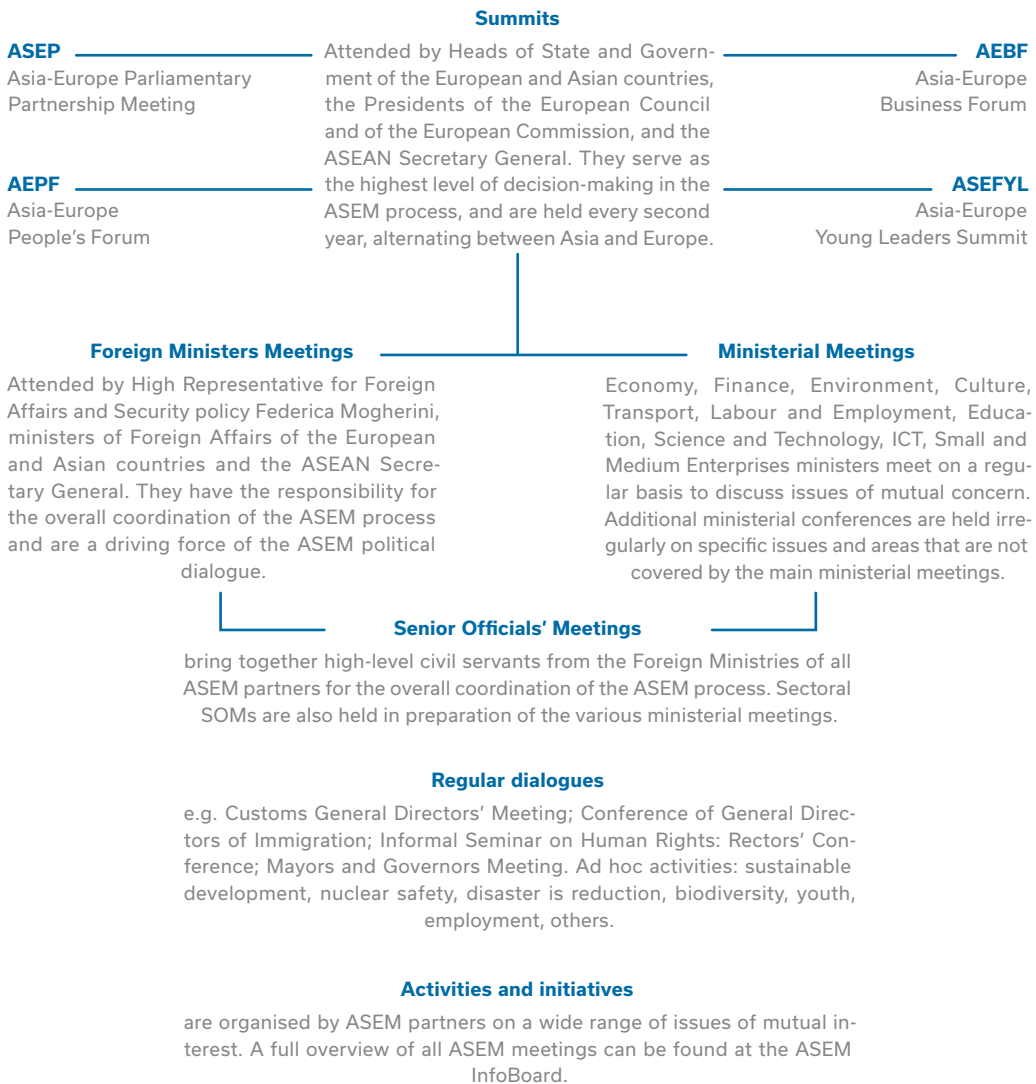 Summits
ASEP
Asia-Europe Parliamentary
Partnership Meeting
AEPF
Asia-Europe
People's Forum
Attended by Heads of State and Govern-
ment of the European and Asian countries,
the Presidents of the European Council
and of the European Commission, and the
ASEAN Secretary General. They serve as
the highest level of decision-making in the
ASEM process, and are held every second
year, alternating between Asia and Europe.
AEBF
Asia-Europe
Business Forum
ASEFYL
Asia-Europe
Young Leaders Summit
Foreign Ministers Meetings
Attended by High Representative for Foreign
Affairs and Security policy Federica Mogherini,
ministers of Foreign Affairs of the European
and Asian countries and the ASEAN Secre-
tary General. They have the responsibility for
the overall coordination of the ASEM process
and are a driving force of the ASEM political
dialogue.
Ministerial Meetings
Economy, Finance, Environment, Culture,
Transport, Labour and Employment, Educa-
tion, Science and Technology, ICT, Small and
Medium Enterprises ministers meet on a regu-
lar basis to discuss issues of mutual concern.
Additional ministerial conferences are held irre-
gularly on specific issues and areas that are not
covered by the main ministerial meetings.
Senior Officials' Meetings
bring together high-level civil servants from the Foreign Ministries of all
ASEM partners for the overall coordination of the ASEM process. Sectoral
SOMs are also held in preparation of the various ministerial meetings.
Regular dialogues
e.g. Customs General Directors' Meeting; Conference of General Direc-
tors of Immigration; Informal Seminar on Human Rights: Rectors' Con-
ference; Mayors and Governors Meeting. Ad hoc activities: sustainable
development, nuclear safety, disaster is reduction, biodiversity, youth,
employment, others.
Activities and initiatives
are organised by ASEM partners on a wide range of issues of mutual in-
terest. A full overview of all ASEM meetings can be found at the ASEM
InfoBoard.